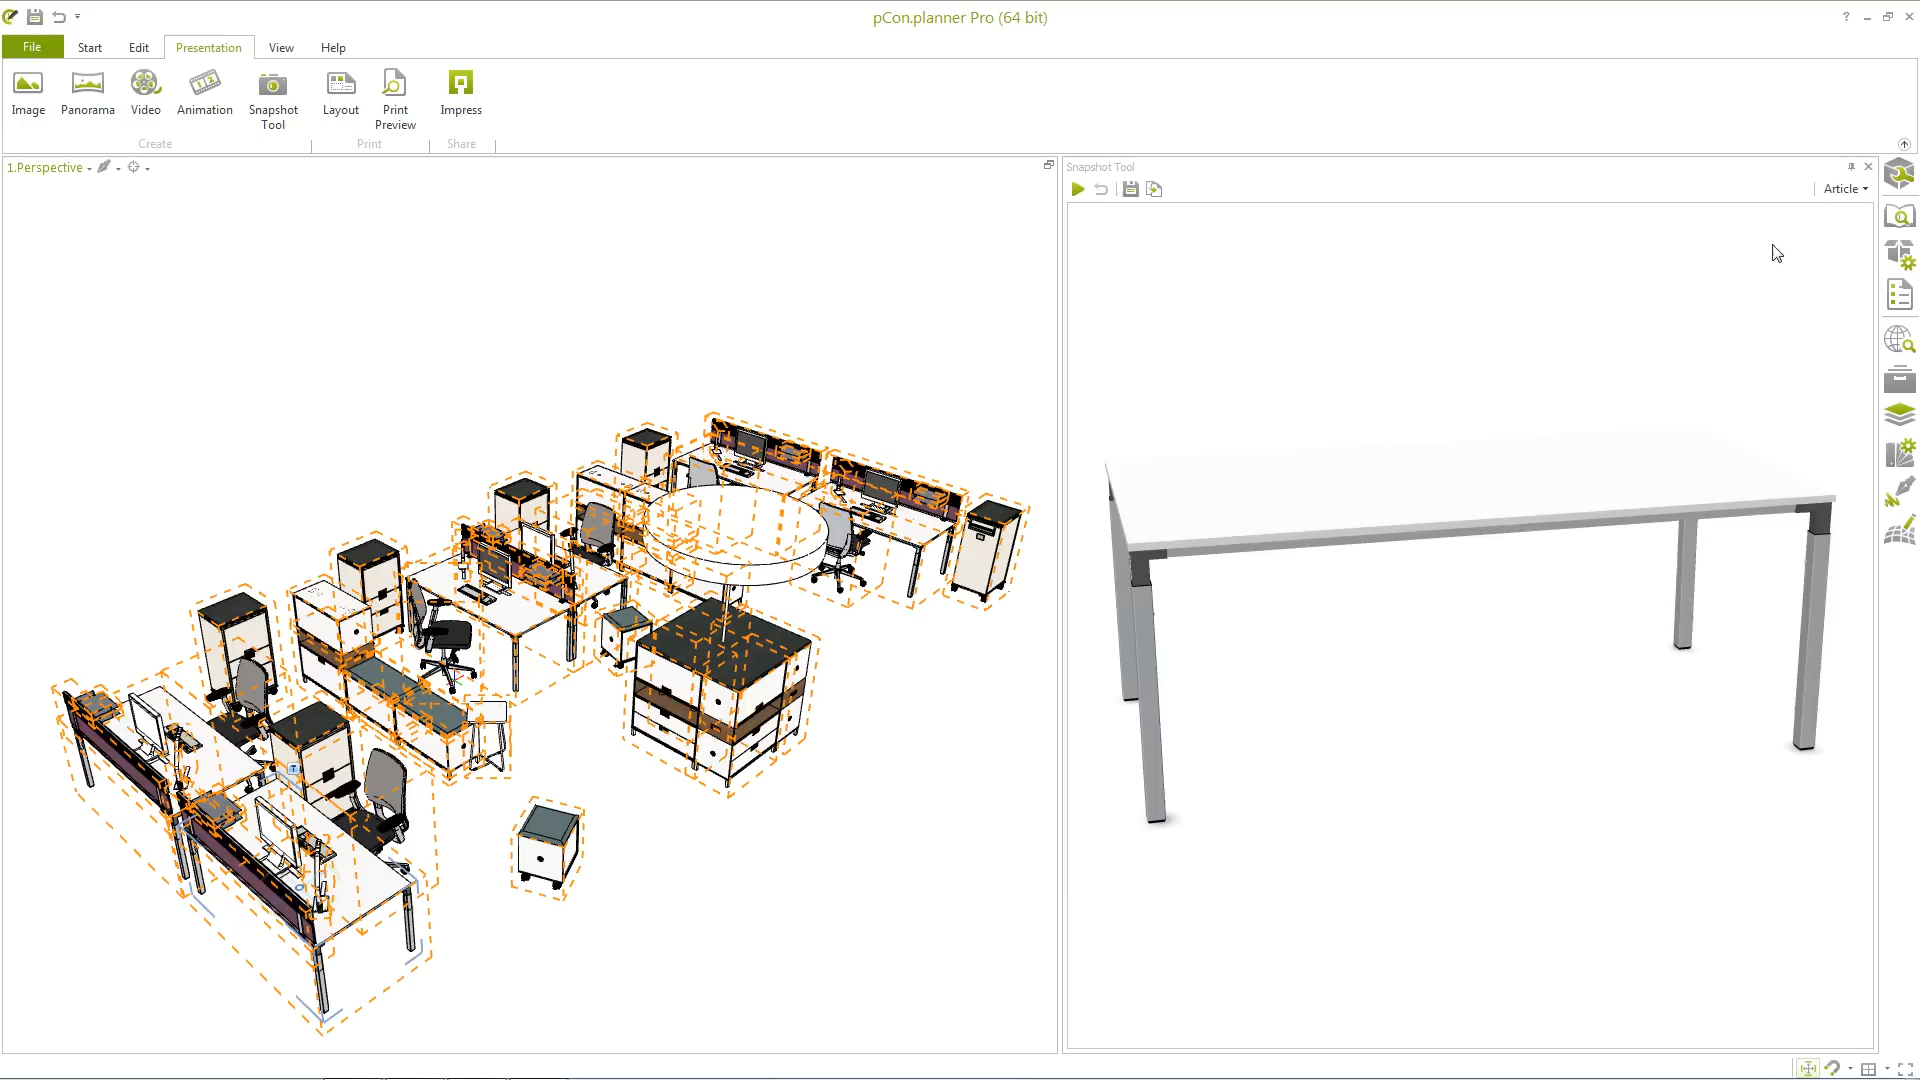 pCon.planner Pro (64 bit)
File Start Edit Presentation View Help
Image Panorama Video Animation Snapshot Tool Layout Print Preview Impress
Create Print Share
1.Perspective
Snapshot Tool
Article